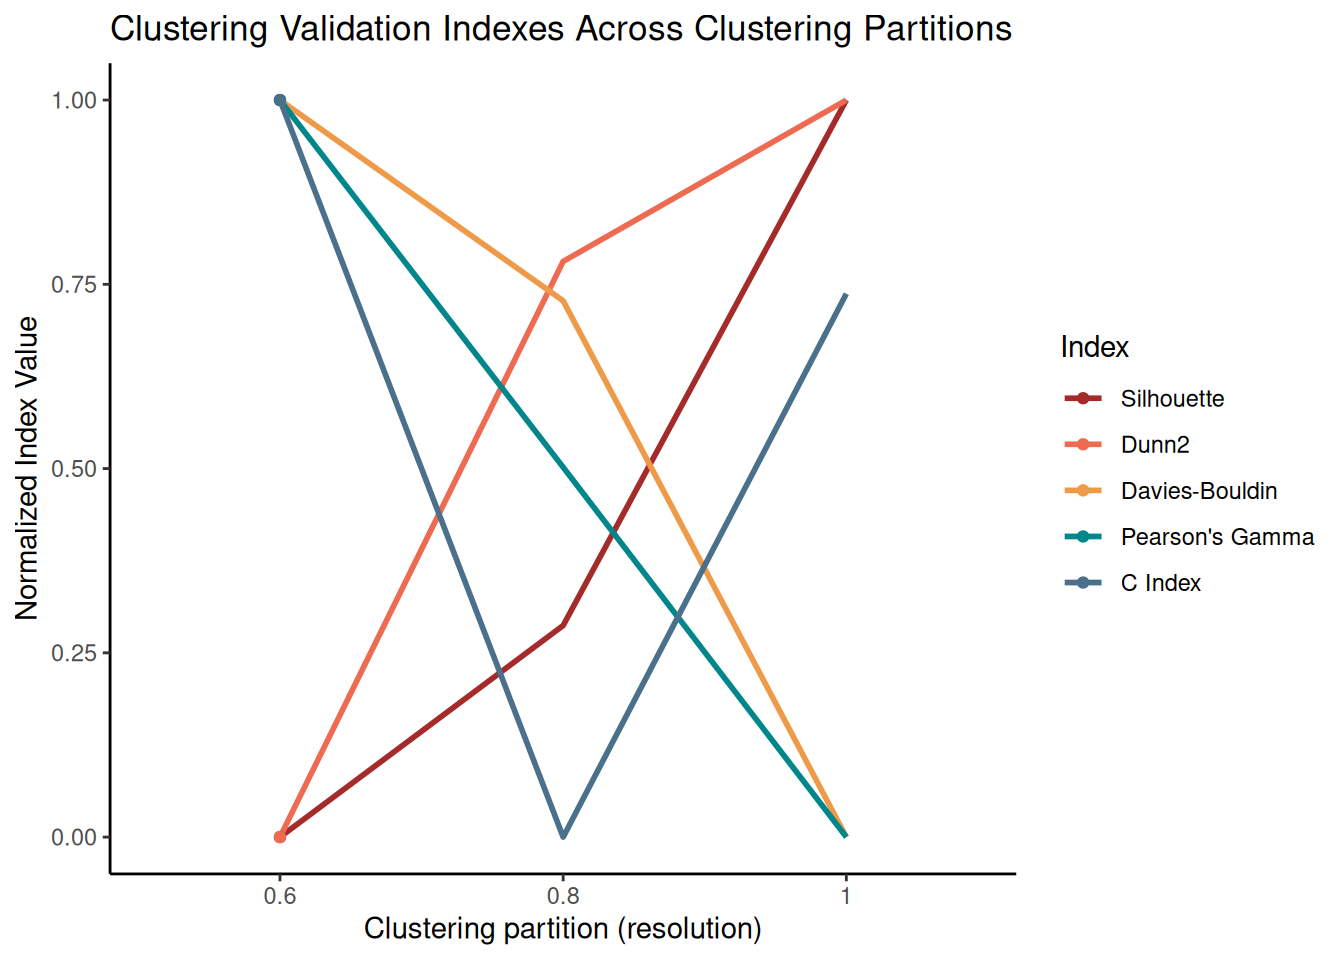 Clustering Validation Indexes Across Clustering Partitions
Normalized Index Value
1.00
0.75
0.50
0.25
0.00
0.6
0.8
1
Clustering partition (resolution)
Index
Silhouette
Dunn2
Davies-Bouldin
Pearson's Gamma
C Index